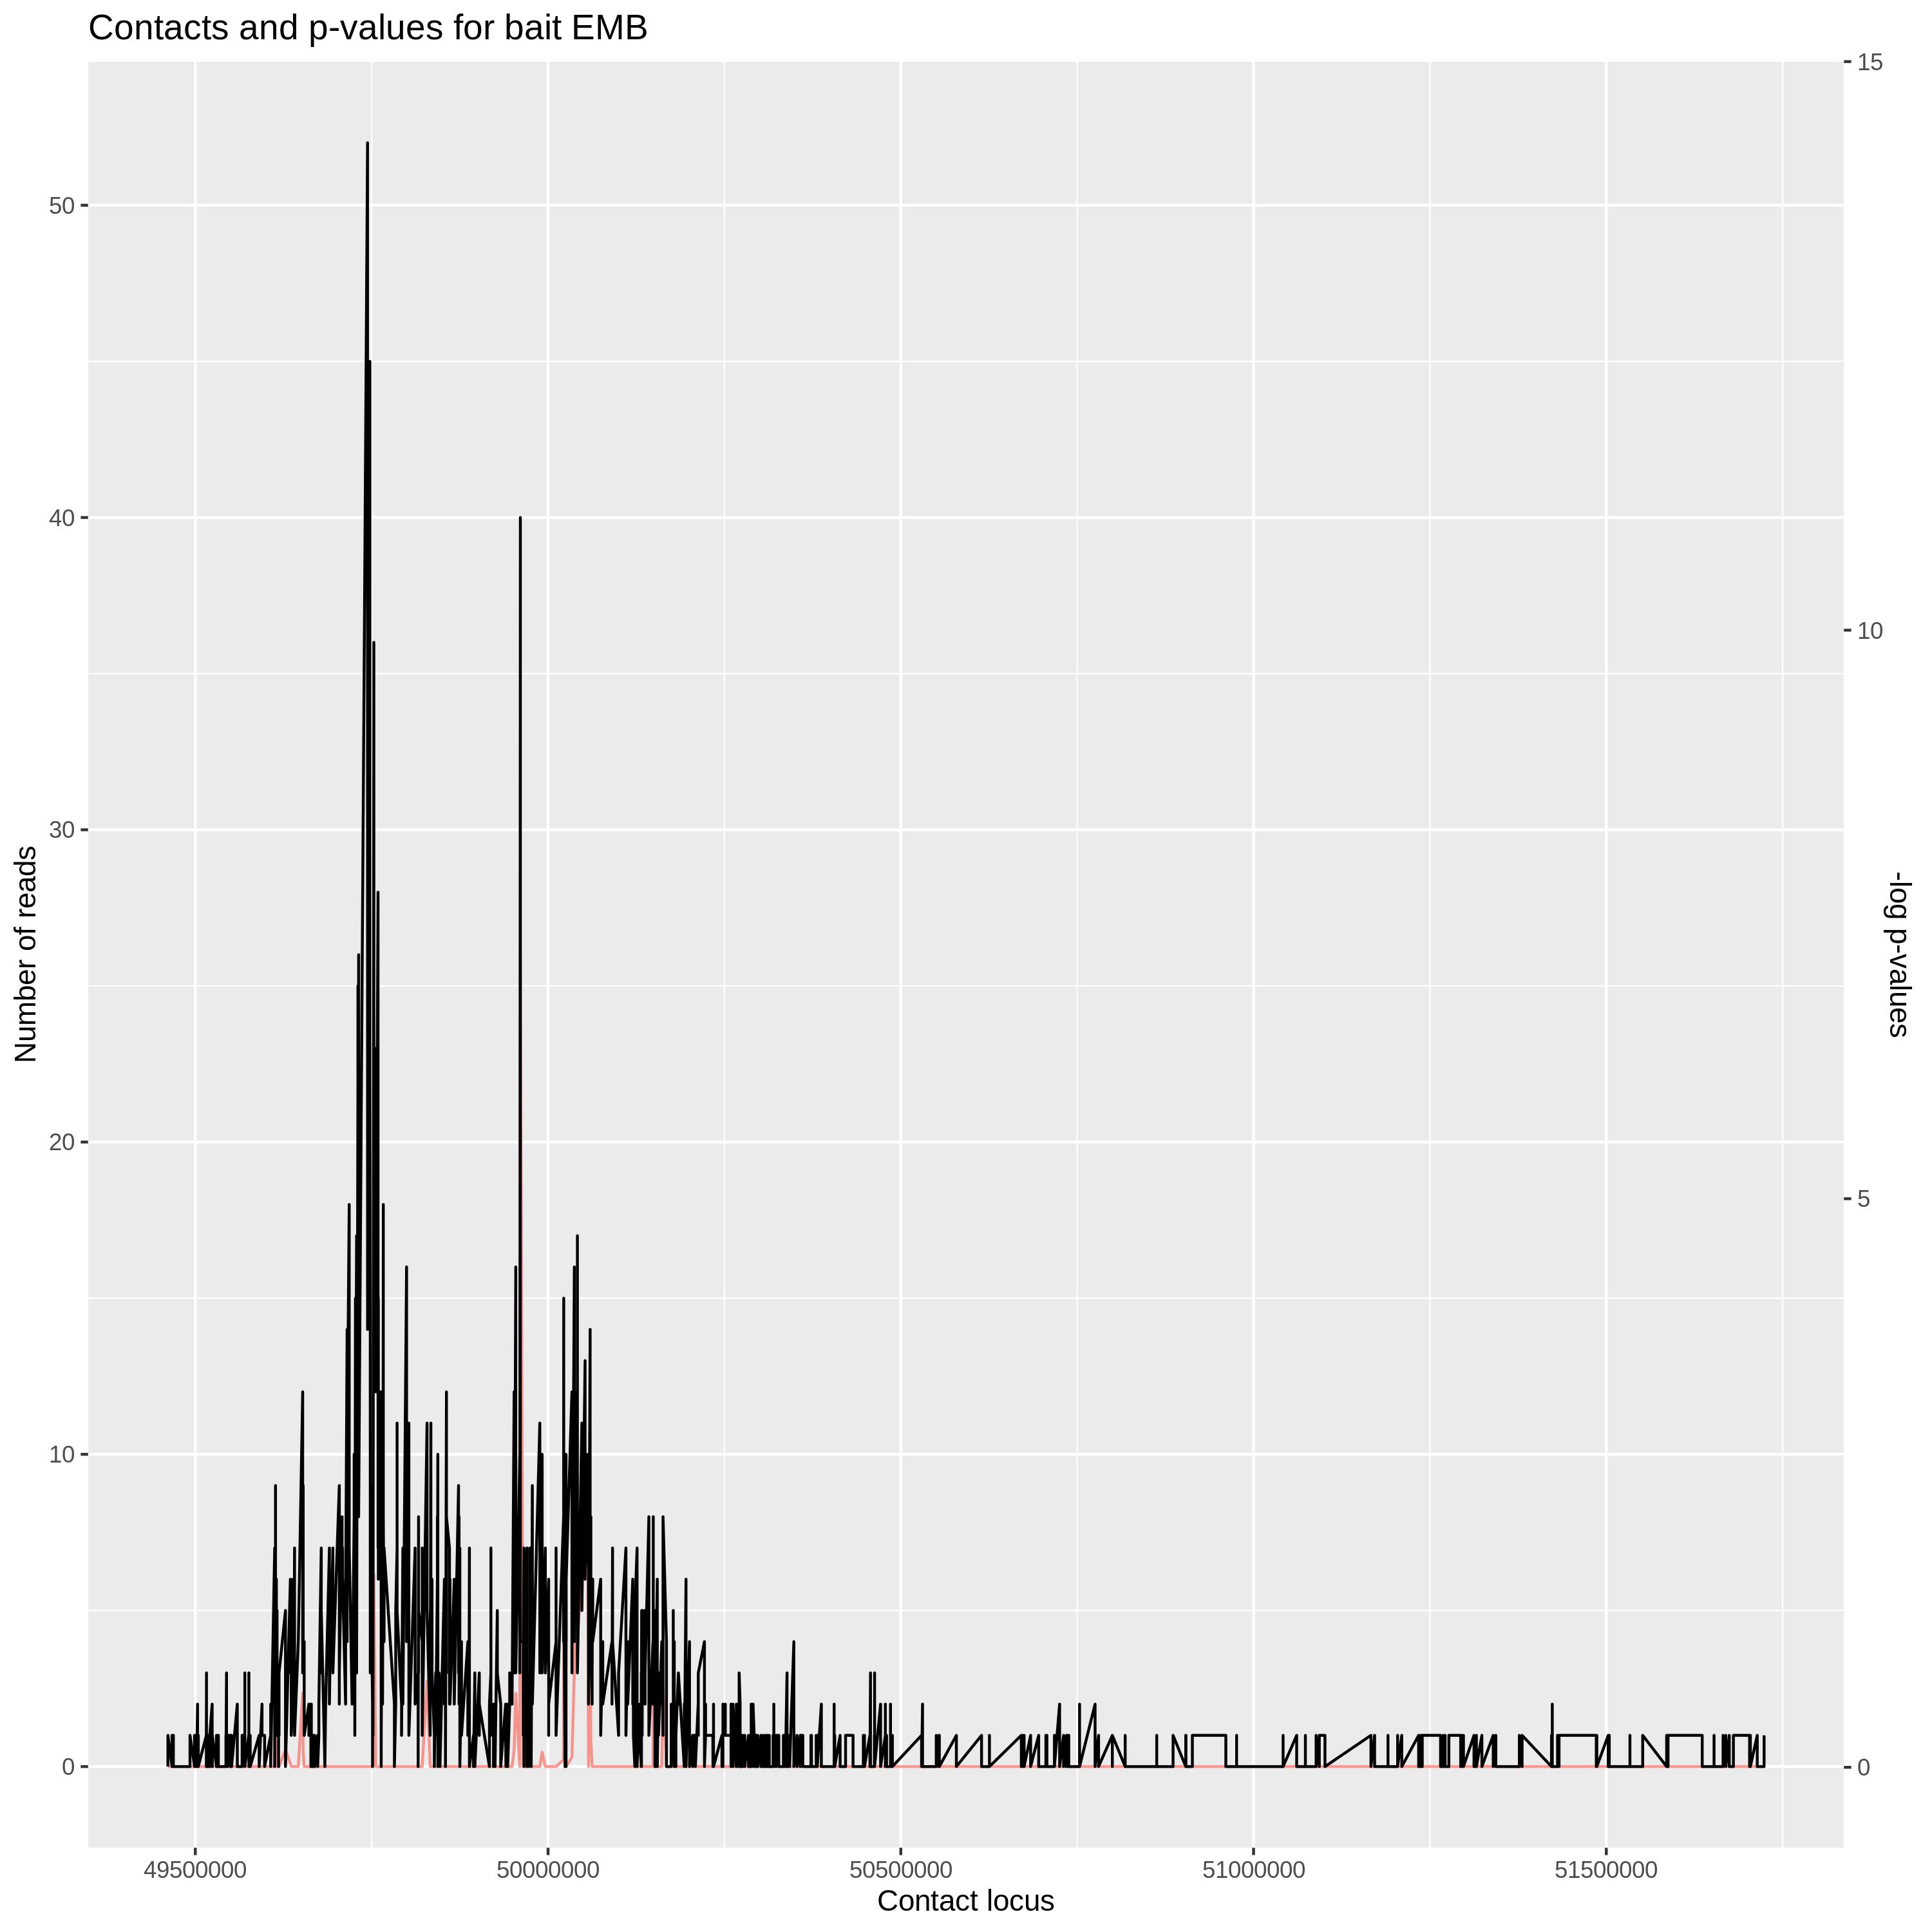 Contacts and p-values for bait EMB
15
50
40
10
30
Number of reads
-log p-values
20
5
10
0
0
49500000 50000000 50500000 51000000 51500000
Contact locus